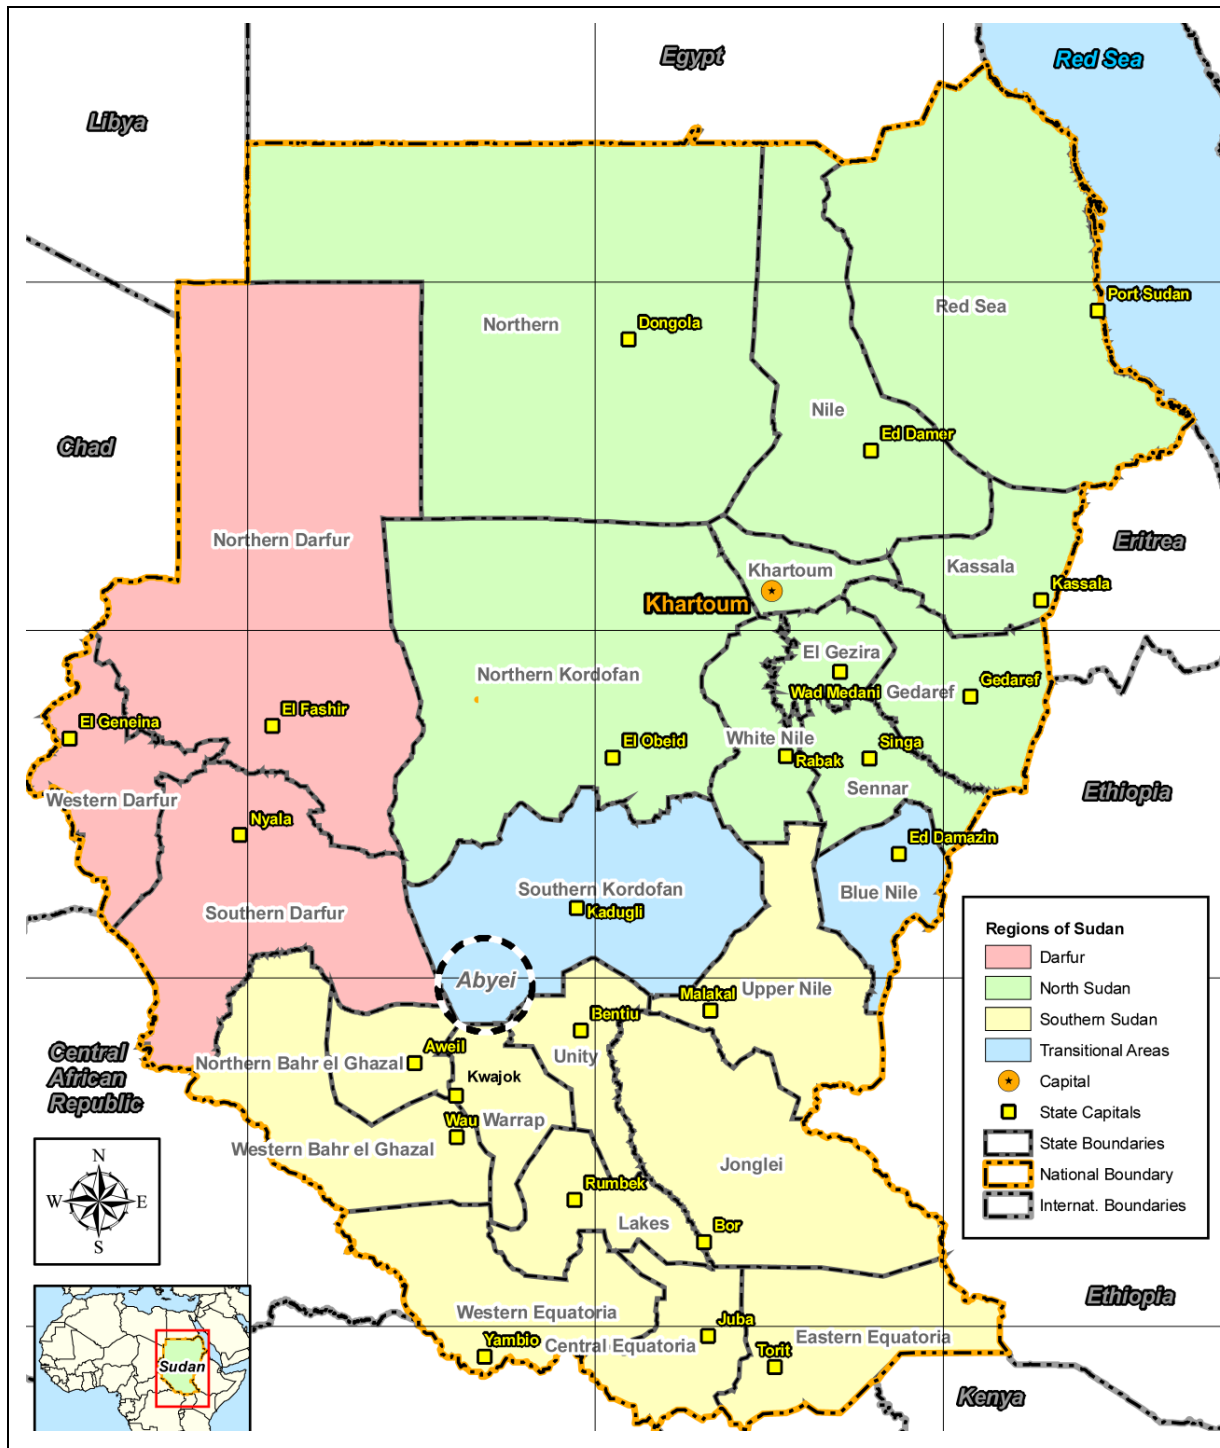 Egypt
Red Sea
Libya
Port Sudan
Red Sea
Northern
Dongola
Nile
Ed Damer
Chad
Northern Darfur
Eritrea
Khartoum
Kassala
Kassala
Khartoum
El Gezira
Northern Kordofan
Wad Medani
Gedaref
Gedaref
El Geneina
El Fashir
El Obeid
White Nile
Rabak
Singa
Sennar
Western Darfur
Ethiopia
Nyala
Ed Damazin
Southern Kordofan
Kadugli
Blue Nile
Southern Darfur
Abyei
Upper Nile
Malakal
Bentiu
Unity
Aweil
Northern Bahr el Ghazal
Kwajok
Central
African
Republic
Wau
Warrap
Western Bahr el Ghazal
Jonglei
Rumbek
Lakes
Bor
Western Equatoria
Juba
Central Equatoria
Eastern Equatoria
Yambio
Torit
Ethiopia
Kenya
Regions of Sudan
Darfur
North Sudan
Southern Sudan
Transitional Areas
Capital
State Capitals
State Boundaries
National Boundary
Internat. Boundaries
N
W
E
S
Sudan